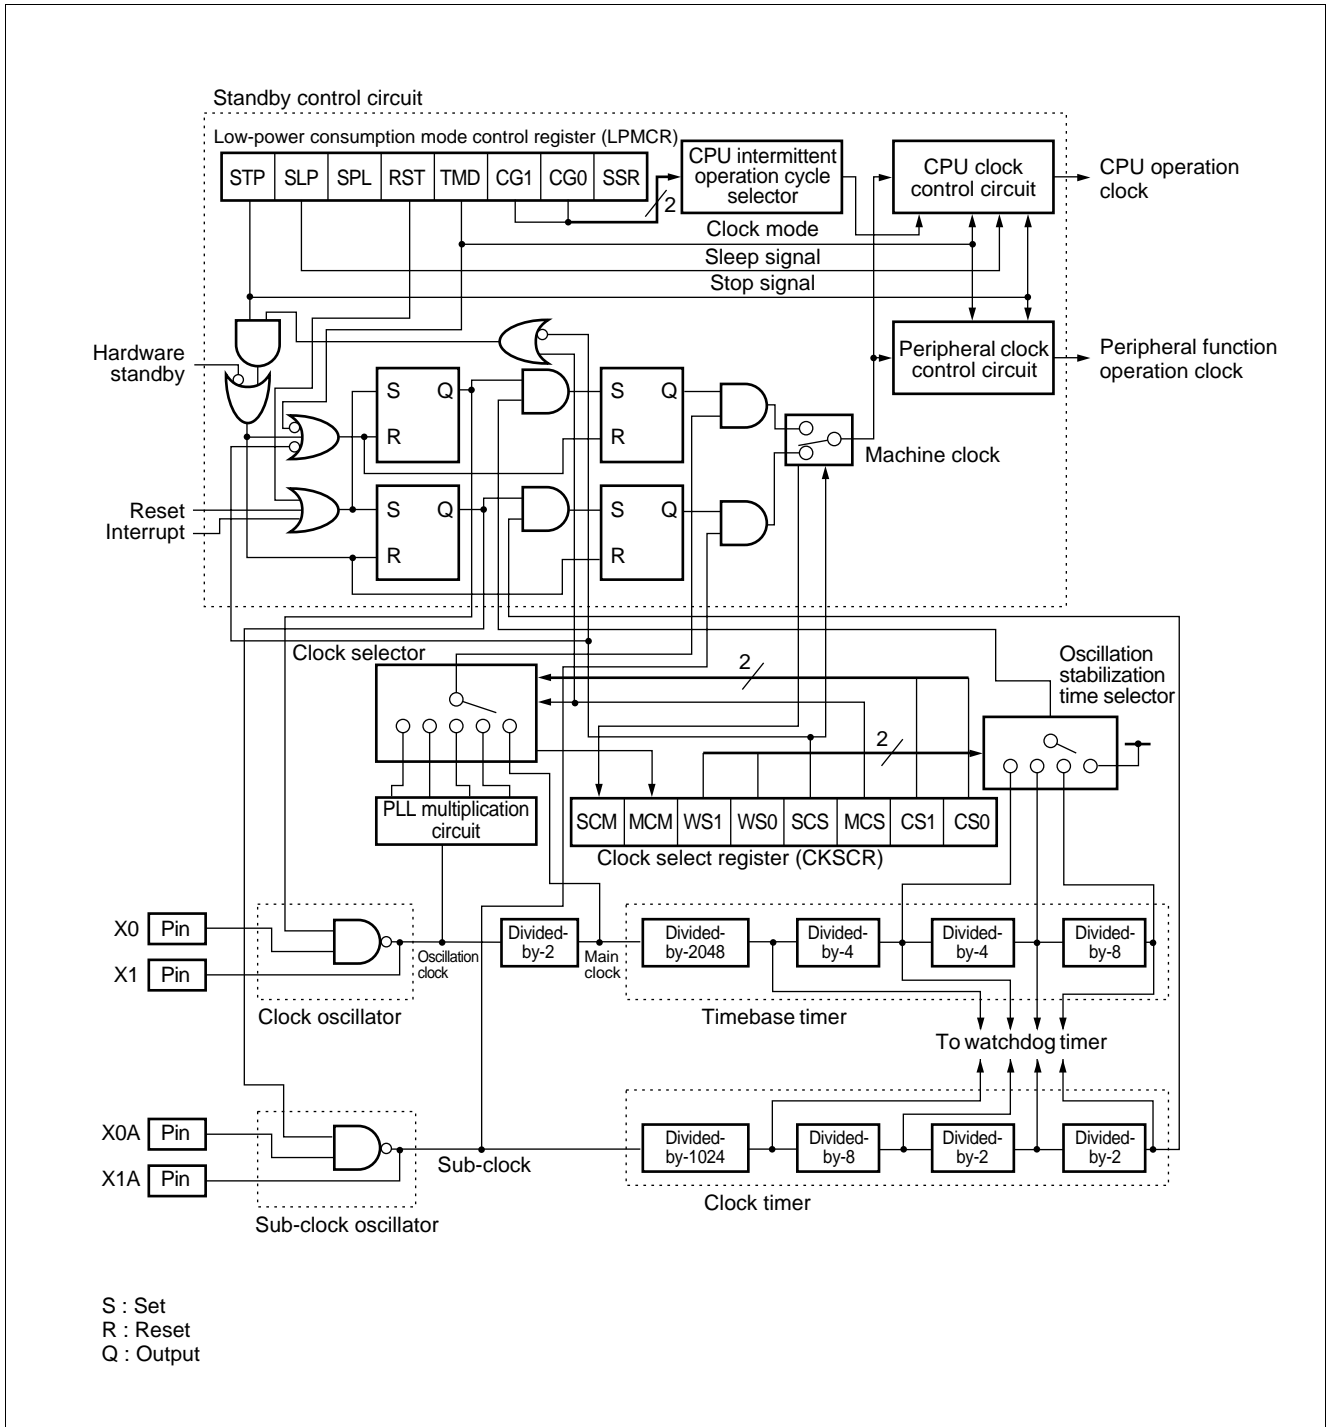 Standby control circuit
Low-power consumption mode control register (LPMCR)
STP SLP SPL RST TMD CG1 CG0 SSR
2
CPU intermittent
operation cycle
selector
CPU clock
control circuit
CPU operation
clock
Clock mode
Sleep signal
Stop signal
Hardware
standby
Peripheral clock
control circuit
Peripheral function
operation clock
S Q
R
S Q
R
Machine clock
Reset
Interrupt
S Q
R
S Q
R
Clock selector
2
Oscillation
stabilization
time selector
2
PLL multiplication
circuit
SCM MCM WS1 WS0 SCS MCS CS1 CS0
Clock select register (CKSCR)
X0 Pin
X1 Pin
Oscillation
clock
Divided-
by-2
Main
clock
Divided-
by-2048
Divided-
by-4
Divided-
by-4
Divided-
by-8
Clock oscillator
Timebase timer
To watchdog timer
X0A Pin
X1A Pin
Sub-clock
Divided-
by-1024
Divided-
by-8
Divided-
by-2
Divided-
by-2
Sub-clock oscillator
Clock timer
S : Set
R : Reset
Q : Output